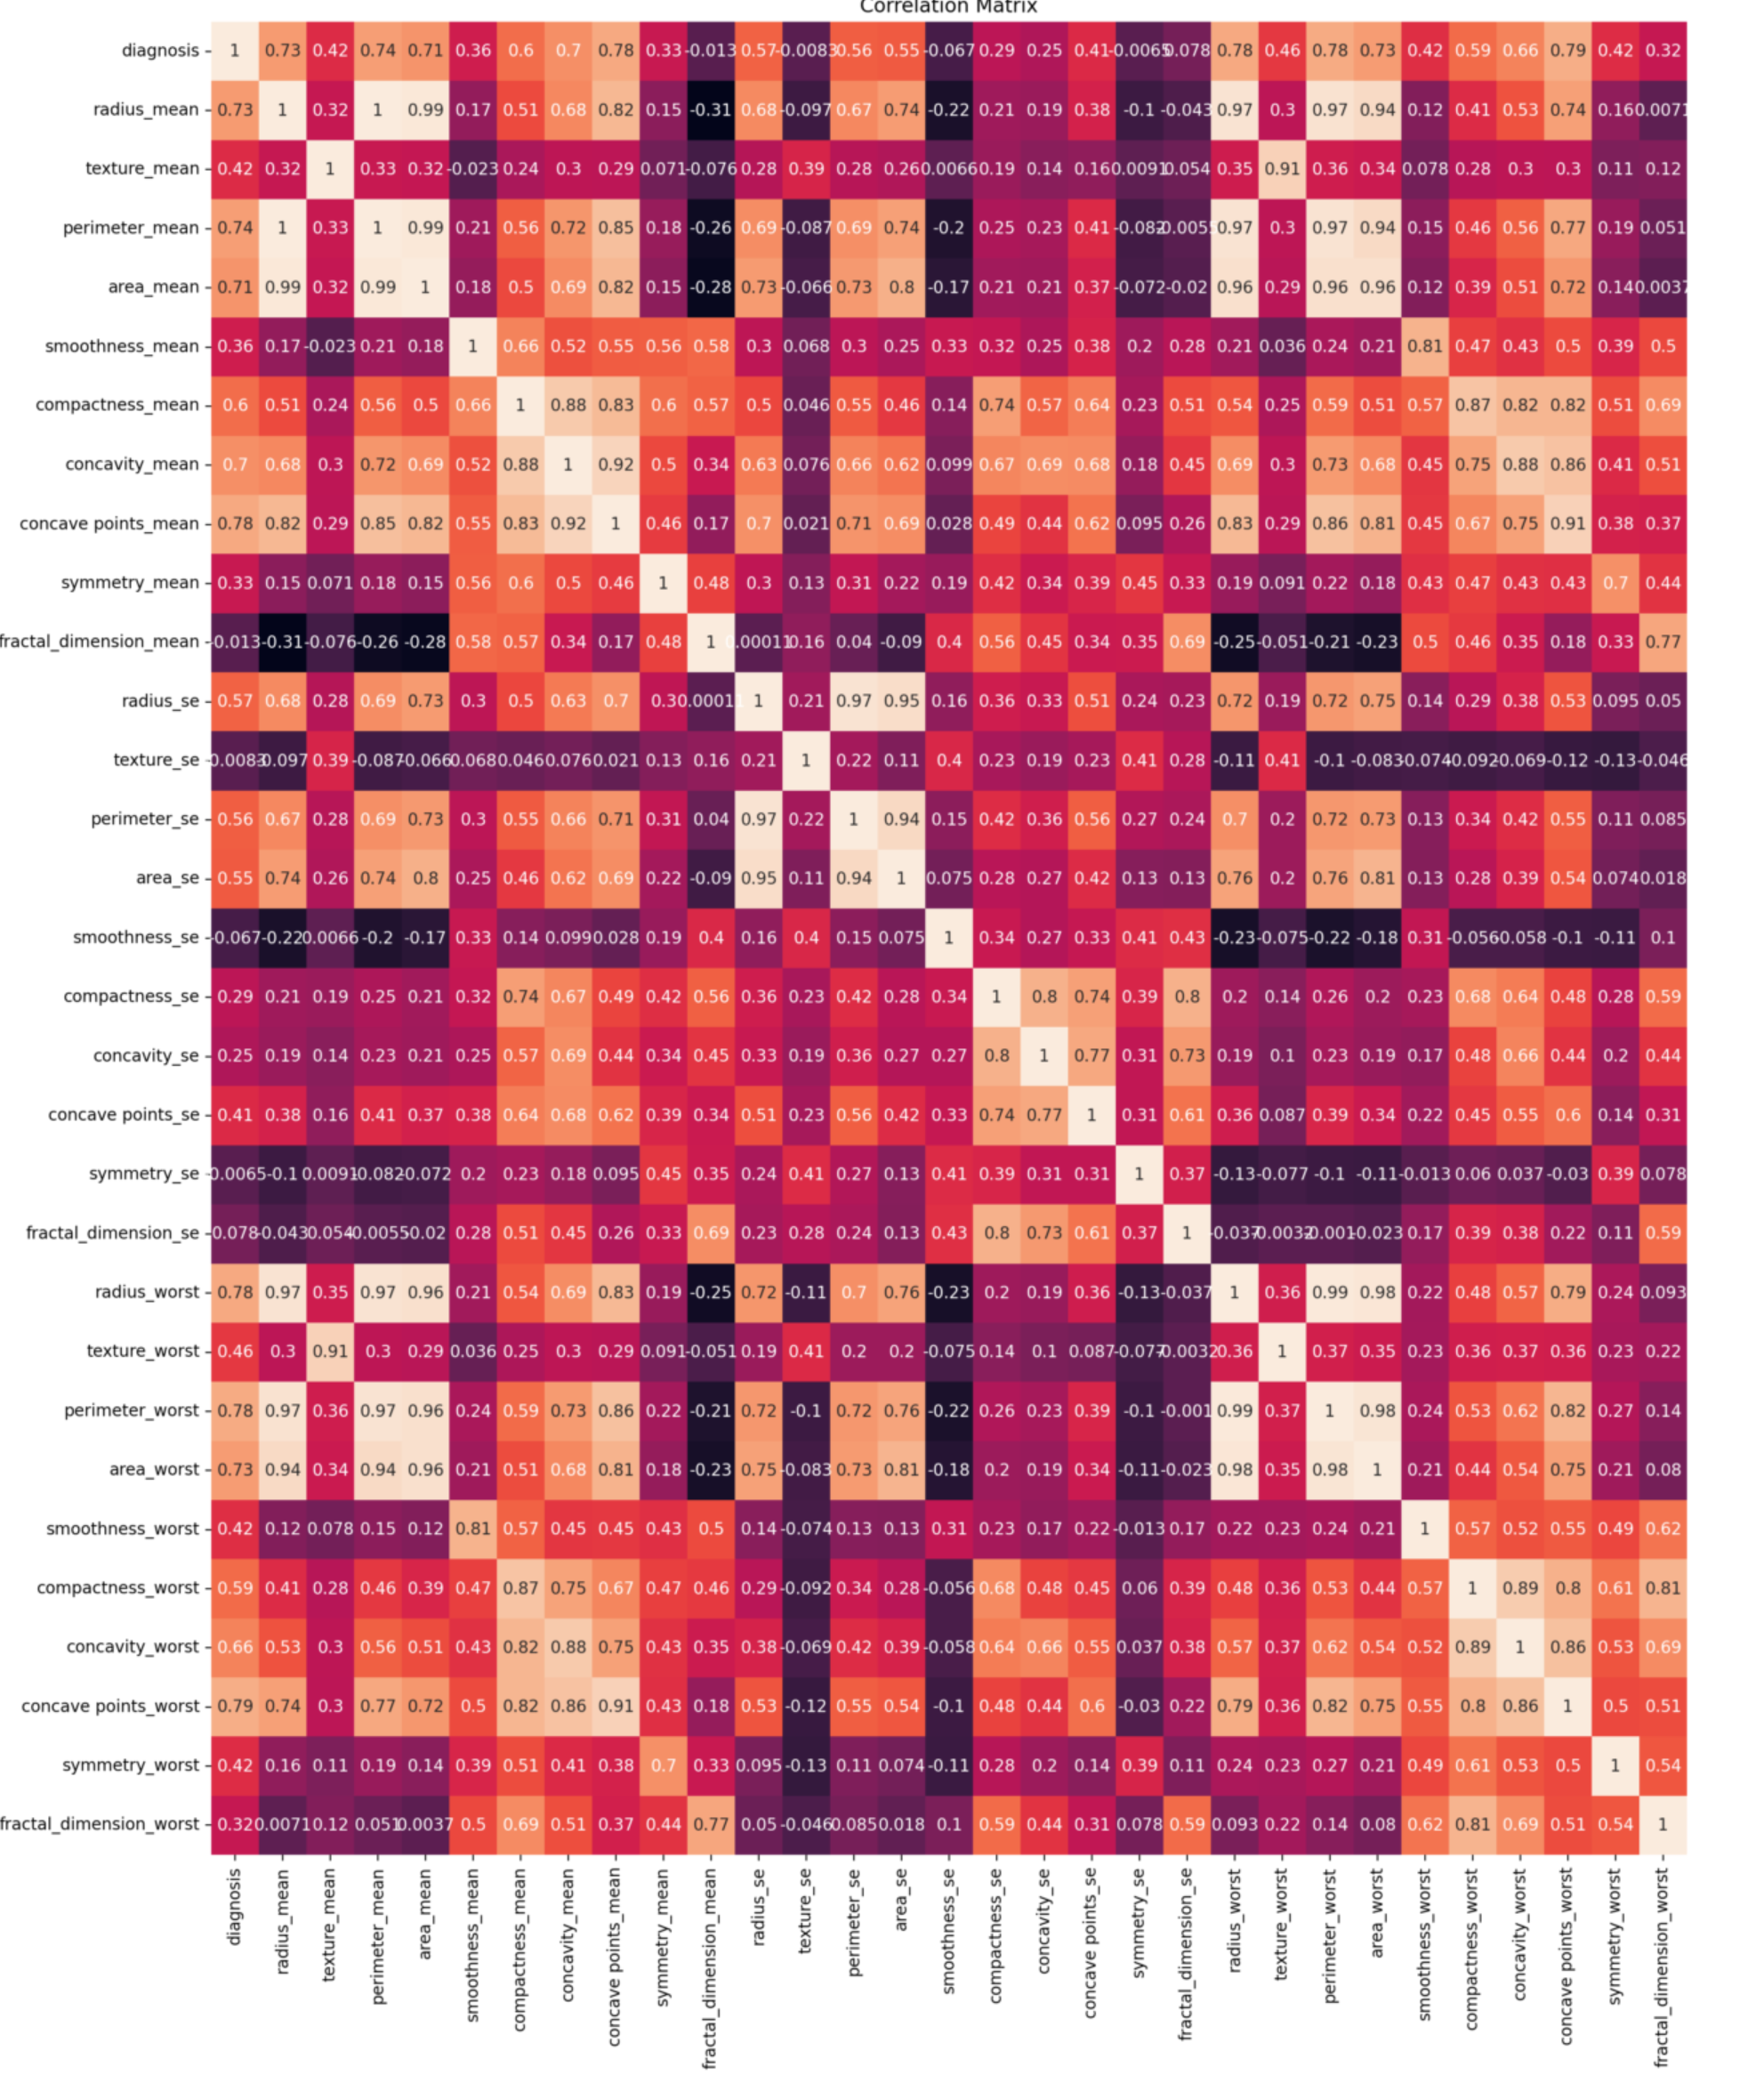 Correlation Matrix
diagnosis 1 0.73 0.42 0.74 0.71 0.36 0.6 0.7 0.78 0.33 -0.013 0.57 -0.0083 0.56 0.55 -0.067 0.29 0.25 0.41 -0.0065 0.078 0.78 0.46 0.78 0.73 0.42 0.59 0.66 0.79 0.42 0.32
radius_mean 0.73 1 0.32 1 0.99 0.17 0.51 0.68 0.82 0.15 -0.31 0.68 -0.097 0.67 0.74 -0.22 0.21 0.19 0.38 -0.1 -0.043 0.97 0.3 0.97 0.94 0.12 0.41 0.53 0.74 0.16 0.0071
texture_mean 0.42 0.32 1 0.33 0.32 -0.023 0.24 0.3 0.29 0.071 -0.076 0.28 0.39 0.28 0.26 0.0066 0.19 0.14 0.16 0.0091 0.054 0.35 0.91 0.36 0.34 0.078 0.28 0.3 0.3 0.11 0.12
perimeter_mean 0.74 1 0.33 1 0.99 0.21 0.56 0.72 0.85 0.18 -0.26 0.69 -0.087 0.69 0.74 -0.2 0.25 0.23 0.41 -0.082 -0.0055 0.97 0.3 0.97 0.94 0.15 0.46 0.56 0.77 0.19 0.051
area_mean 0.71 0.99 0.32 0.99 1 0.18 0.5 0.69 0.82 0.15 -0.28 0.73 -0.066 0.73 0.8 -0.17 0.21 0.21 0.37 -0.072 -0.02 0.96 0.29 0.96 0.96 0.12 0.39 0.51 0.72 0.14 0.0037
smoothness_mean 0.36 0.17 -0.023 0.21 0.18 1 0.66 0.52 0.55 0.56 0.58 0.3 0.068 0.3 0.25 0.33 0.32 0.25 0.38 0.2 0.28 0.21 0.036 0.24 0.21 0.81 0.47 0.43 0.5 0.39 0.5
compactness_mean 0.6 0.51 0.24 0.56 0.5 0.66 1 0.88 0.83 0.6 0.57 0.5 0.046 0.55 0.46 0.14 0.74 0.57 0.64 0.23 0.51 0.54 0.25 0.59 0.51 0.57 0.87 0.82 0.82 0.51 0.69
concavity_mean 0.7 0.68 0.3 0.72 0.69 0.52 0.88 1 0.92 0.5 0.34 0.63 0.076 0.66 0.62 0.099 0.67 0.69 0.68 0.18 0.45 0.69 0.3 0.73 0.68 0.45 0.75 0.88 0.86 0.41 0.51
concave points_mean 0.78 0.82 0.29 0.85 0.82 0.55 0.83 0.92 1 0.46 0.17 0.7 0.021 0.71 0.69 0.028 0.49 0.44 0.62 0.095 0.26 0.83 0.29 0.86 0.81 0.45 0.67 0.75 0.91 0.38 0.37
symmetry_mean 0.33 0.15 0.071 0.18 0.15 0.56 0.6 0.5 0.46 1 0.48 0.3 0.13 0.31 0.22 0.19 0.42 0.34 0.39 0.45 0.33 0.19 0.091 0.22 0.18 0.43 0.47 0.43 0.43 0.7 0.44
fractal_dimension_mean -0.013 -0.31 -0.076 -0.26 -0.28 0.58 0.57 0.34 0.17 0.48 1 0.00011 0.16 0.04 -0.09 0.4 0.56 0.45 0.34 0.35 0.69 -0.25 -0.051 -0.21 -0.23 0.5 0.46 0.35 0.18 0.33 0.77
radius_se 0.57 0.68 0.28 0.69 0.73 0.3 0.5 0.63 0.7 0.3 0.00011 1 0.21 0.97 0.95 0.16 0.36 0.33 0.51 0.24 0.23 0.72 0.19 0.72 0.75 0.14 0.29 0.38 0.53 0.095 0.05
texture_se -0.0083 -0.097 0.39 -0.087 -0.066 0.068 0.046 0.076 0.021 0.13 0.16 0.21 1 0.22 0.11 0.4 0.23 0.19 0.23 0.41 0.28 -0.11 0.41 -0.1 -0.083 -0.074 -0.092 -0.069 -0.12 -0.13 -0.046
perimeter_se 0.56 0.67 0.28 0.69 0.73 0.3 0.55 0.66 0.71 0.31 0.04 0.97 0.22 1 0.94 0.15 0.42 0.36 0.56 0.27 0.24 0.7 0.2 0.72 0.73 0.13 0.34 0.42 0.55 0.11 0.085
area_se 0.55 0.74 0.26 0.74 0.8 0.25 0.46 0.62 0.69 0.22 -0.09 0.95 0.11 0.94 1 0.075 0.28 0.27 0.42 0.13 0.13 0.76 0.2 0.76 0.81 0.13 0.28 0.39 0.54 0.074 0.018
smoothness_se -0.067 -0.22 0.0066 -0.2 -0.17 0.33 0.14 0.099 0.028 0.19 0.4 0.16 0.4 0.15 0.075 1 0.34 0.27 0.33 0.41 0.43 -0.23 -0.075 -0.22 -0.18 0.31 -0.056 -0.058 -0.1 -0.11 0.1
compactness_se 0.29 0.21 0.19 0.25 0.21 0.32 0.74 0.67 0.49 0.42 0.56 0.36 0.23 0.42 0.28 0.34 1 0.8 0.74 0.39 0.8 0.2 0.14 0.26 0.2 0.23 0.68 0.64 0.48 0.28 0.59
concavity_se 0.25 0.19 0.14 0.23 0.21 0.25 0.57 0.69 0.44 0.34 0.45 0.33 0.19 0.36 0.27 0.27 0.8 1 0.77 0.31 0.73 0.19 0.1 0.23 0.19 0.17 0.48 0.66 0.44 0.2 0.44
concave points_se 0.41 0.38 0.16 0.41 0.37 0.38 0.64 0.68 0.62 0.39 0.34 0.51 0.23 0.56 0.42 0.33 0.74 0.77 1 0.31 0.61 0.36 0.087 0.39 0.34 0.22 0.45 0.55 0.6 0.14 0.31
symmetry_se -0.0065 -0.1 0.0091 -0.082 -0.072 0.2 0.23 0.18 0.095 0.45 0.35 0.24 0.41 0.27 0.13 0.41 0.39 0.31 0.31 1 0.37 -0.13 -0.077 -0.1 -0.11 -0.013 0.06 0.037 -0.03 0.39 0.078
fractal_dimension_se 0.078 -0.043 0.054 -0.0055 -0.02 0.28 0.51 0.45 0.26 0.33 0.69 0.23 0.28 0.24 0.13 0.43 0.8 0.73 0.61 0.37 1 -0.037 -0.0032 -0.001 -0.023 0.17 0.39 0.38 0.22 0.11 0.59
radius_worst 0.78 0.97 0.35 0.97 0.96 0.21 0.54 0.69 0.83 0.19 -0.25 0.72 -0.11 0.7 0.76 -0.23 0.2 0.19 0.36 -0.13 -0.037 1 0.36 0.99 0.98 0.22 0.48 0.57 0.79 0.24 0.093
texture_worst 0.46 0.3 0.91 0.3 0.29 0.036 0.25 0.3 0.29 0.091 -0.051 0.19 0.41 0.2 0.2 -0.075 0.14 0.1 0.087 -0.077 -0.0032 0.36 1 0.37 0.35 0.23 0.36 0.37 0.36 0.23 0.22
perimeter_worst 0.78 0.97 0.36 0.97 0.96 0.24 0.59 0.73 0.86 0.22 -0.21 0.72 -0.1 0.72 0.76 -0.22 0.26 0.23 0.39 -0.1 -0.001 0.99 0.37 1 0.98 0.24 0.53 0.62 0.82 0.27 0.14
area_worst 0.73 0.94 0.34 0.94 0.96 0.21 0.51 0.68 0.81 0.18 -0.23 0.75 -0.083 0.73 0.81 -0.18 0.2 0.19 0.34 -0.11 -0.023 0.98 0.35 0.98 1 0.21 0.44 0.54 0.75 0.21 0.08
smoothness_worst 0.42 0.12 0.078 0.15 0.12 0.81 0.57 0.45 0.45 0.43 0.5 0.14 -0.074 0.13 0.13 0.31 0.23 0.17 0.22 -0.013 0.17 0.22 0.23 0.24 0.21 1 0.57 0.52 0.55 0.49 0.62
compactness_worst 0.59 0.41 0.28 0.46 0.39 0.47 0.87 0.75 0.67 0.47 0.46 0.29 -0.092 0.34 0.28 -0.056 0.68 0.48 0.45 0.06 0.39 0.48 0.36 0.53 0.44 0.57 1 0.89 0.8 0.61 0.81
concavity_worst 0.66 0.53 0.3 0.56 0.51 0.43 0.82 0.88 0.75 0.43 0.35 0.38 -0.069 0.42 0.39 -0.058 0.64 0.66 0.55 0.037 0.38 0.57 0.37 0.62 0.54 0.52 0.89 1 0.86 0.53 0.69
concave points_worst 0.79 0.74 0.3 0.77 0.72 0.5 0.82 0.86 0.91 0.43 0.18 0.53 -0.12 0.55 0.54 -0.1 0.48 0.44 0.6 -0.03 0.22 0.79 0.36 0.82 0.75 0.55 0.8 0.86 1 0.5 0.51
symmetry_worst 0.42 0.16 0.11 0.19 0.14 0.39 0.51 0.41 0.38 0.7 0.33 0.095 -0.13 0.11 0.074 -0.11 0.28 0.2 0.14 0.39 0.11 0.24 0.23 0.27 0.21 0.49 0.61 0.53 0.5 1 0.54
fractal_dimension_worst 0.32 0.0071 0.12 0.051 0.0037 0.5 0.69 0.51 0.37 0.44 0.77 0.05 -0.046 0.085 0.018 0.1 0.59 0.44 0.31 0.078 0.59 0.093 0.22 0.14 0.08 0.62 0.81 0.69 0.51 0.54 1
diagnosis
radius_mean
texture_mean
perimeter_mean
area_mean
smoothness_mean
compactness_mean
concavity_mean
concave points_mean
symmetry_mean
fractal_dimension_mean
radius_se
texture_se
perimeter_se
area_se
smoothness_se
compactness_se
concavity_se
concave points_se
symmetry_se
fractal_dimension_se
radius_worst
texture_worst
perimeter_worst
area_worst
smoothness_worst
compactness_worst
concavity_worst
concave points_worst
symmetry_worst
fractal_dimension_worst